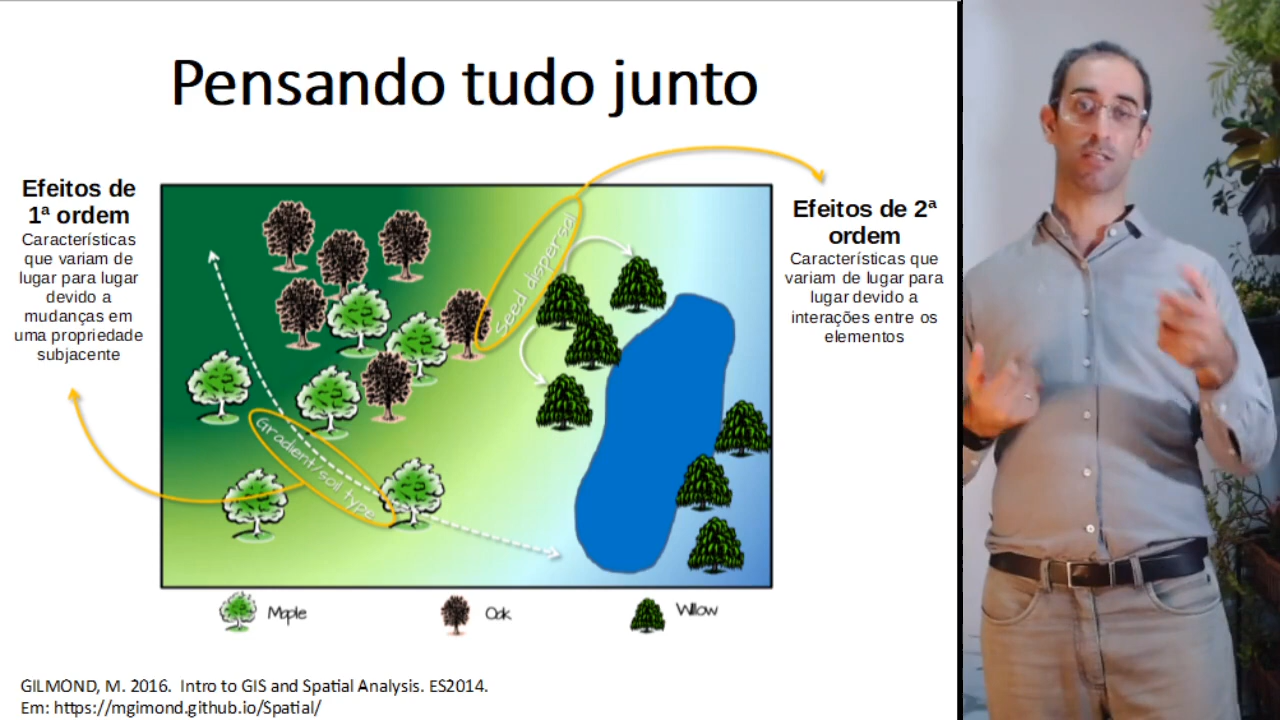 Pensando tudo junto
Efeitos de
1ª ordem
Características
que variam de
lugar para lugar
devido a
mudanças em
uma propriedade
subjacente
Seed dispersal
Gradient/soil type
Efeitos de 2ª
ordem
Características que
variam de lugar para
lugar devido a
interações entre os
elementos
Maple
Oak
Willow
GILMOND, M. 2016. Intro to GIS and Spatial Analysis. ES2014.
Em: https://mgimond.github.io/Spatial/